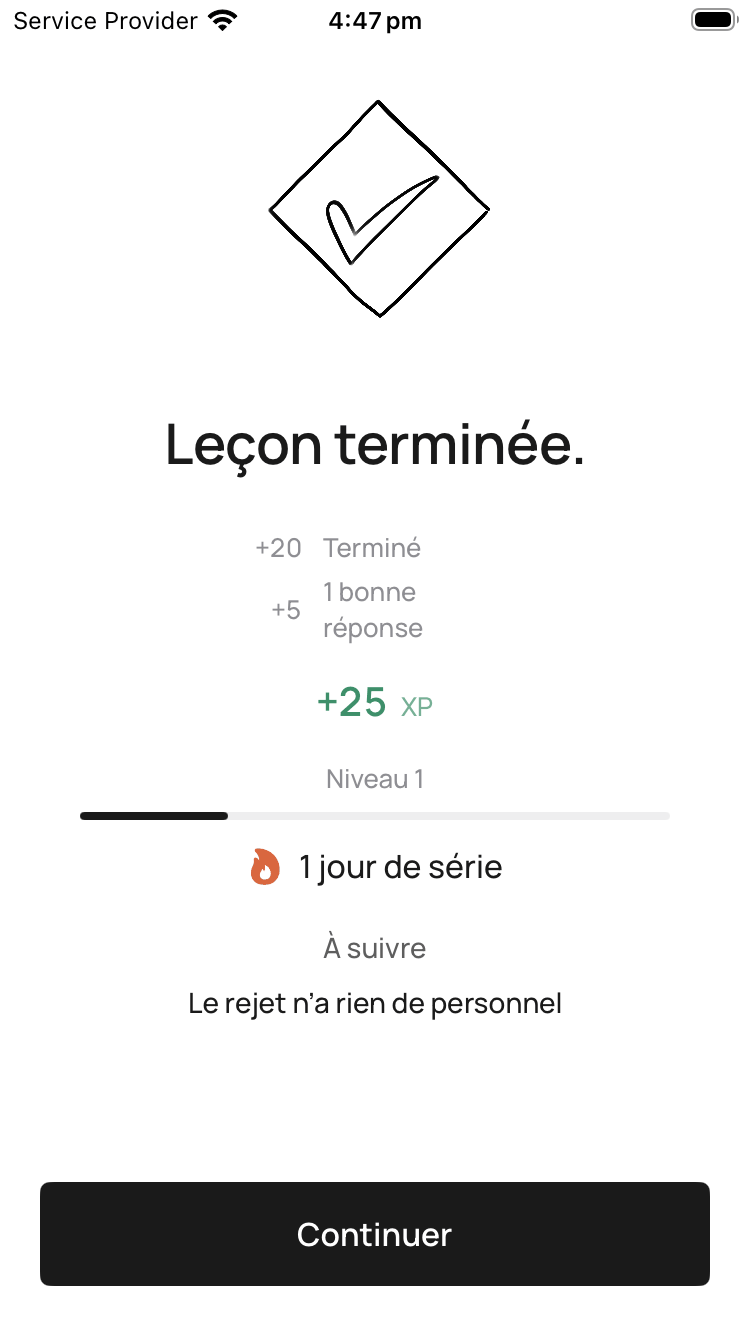 Service Provider 4:47 pm
Leçon terminée.
+20 Terminé
+5 1 bonne
réponse
+25 XP
Niveau 1
1 jour de série
À suivre
Le rejet n’a rien de personnel
Continuer